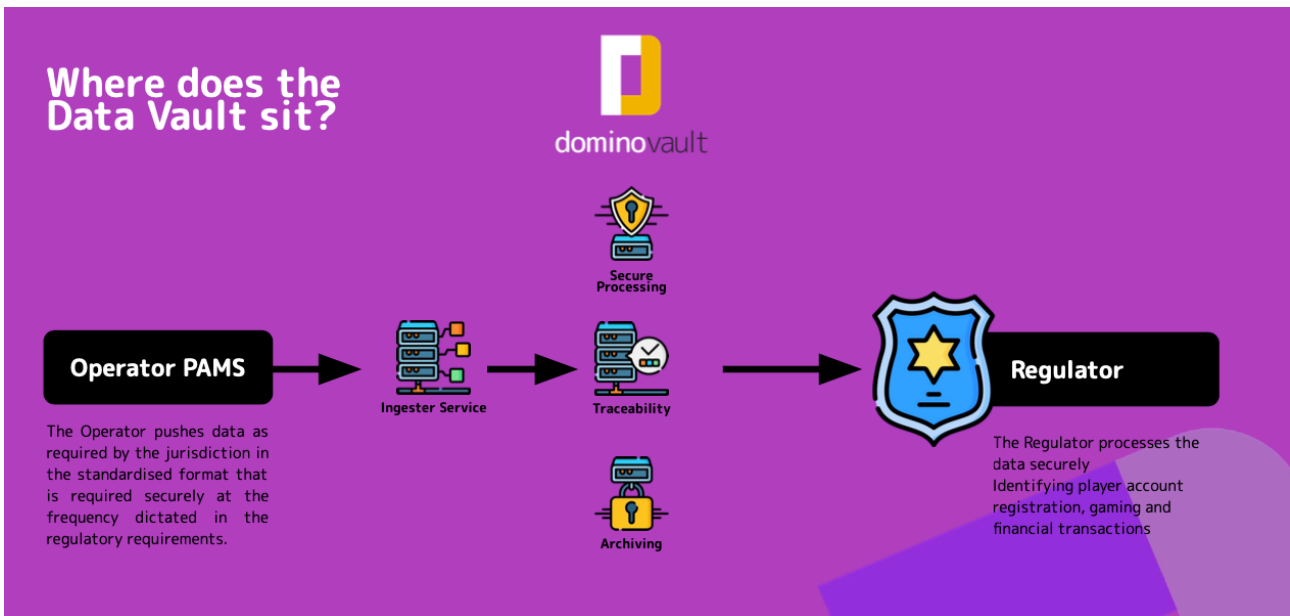 Where does the
Data Vault sit?
dominovault
Secure
Processing
Operator PAMS
Ingester Service
Traceability
Regulator
The Operator pushes data as
required by the jurisdiction in
the standardised format that
is required securely at the
frequency dictated in the
regulatory requirements.
The Regulator processes the
data securely
Identifying player account
registration, gaming and
financial transactions
Archiving